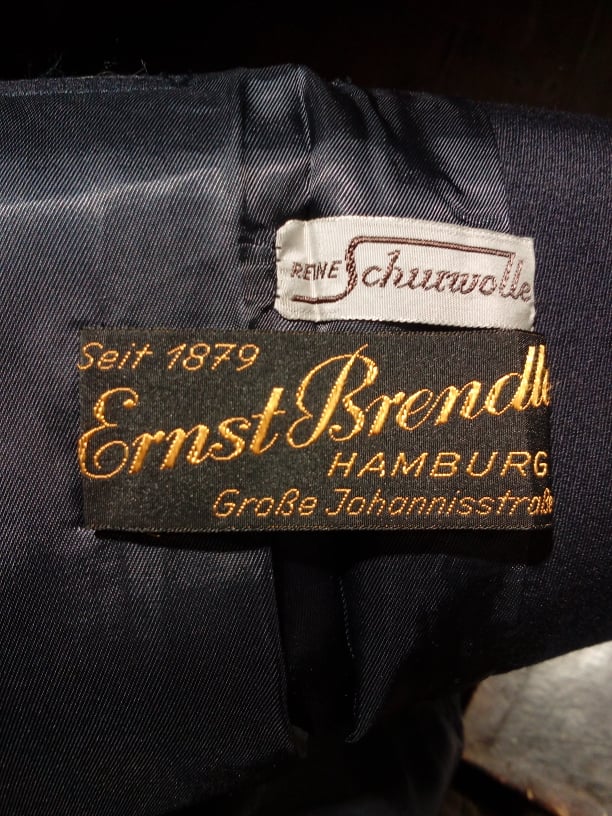 REINE Schurwolle
Seit 1879
Ernst Brendle
HAMBURG
Große Johannisstraße